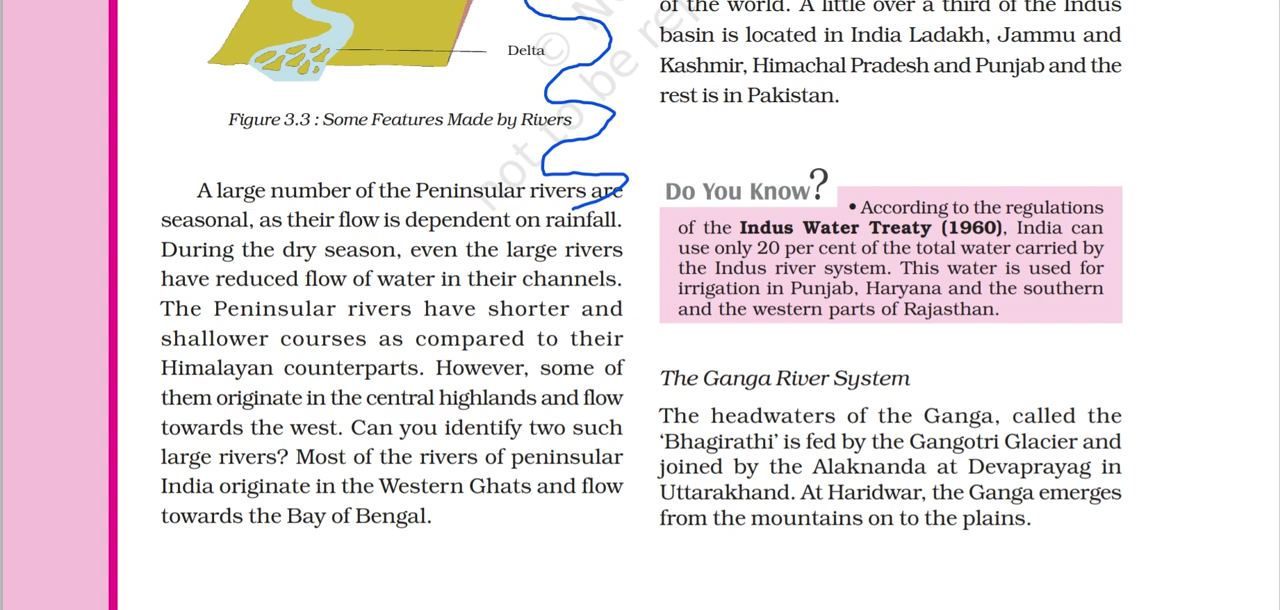 Delta
Figure 3.3 : Some Features Made by Rivers
A large number of the Peninsular rivers are
seasonal, as their flow is dependent on rainfall.
During the dry season, even the large rivers
have reduced flow of water in their channels.
The Peninsular rivers have shorter and
shallower courses as compared to their
Himalayan counterparts. However, some of
them originate in the central highlands and flow
towards the west. Can you identify two such
large rivers? Most of the rivers of peninsular
India originate in the Western Ghats and flow
towards the Bay of Bengal.
of the world. A little over a third of the Indus
basin is located in India Ladakh, Jammu and
Kashmir, Himachal Pradesh and Punjab and the
rest is in Pakistan.
Do You Know?
• According to the regulations
of the Indus Water Treaty (1960), India can
use only 20 per cent of the total water carried by
the Indus river system. This water is used for
irrigation in Punjab, Haryana and the southern
and the western parts of Rajasthan.
The Ganga River System
The headwaters of the Ganga, called the
‘Bhagirathi’ is fed by the Gangotri Glacier and
joined by the Alaknanda at Devaprayag in
Uttarakhand. At Haridwar, the Ganga emerges
from the mountains on to the plains.
©
not to be